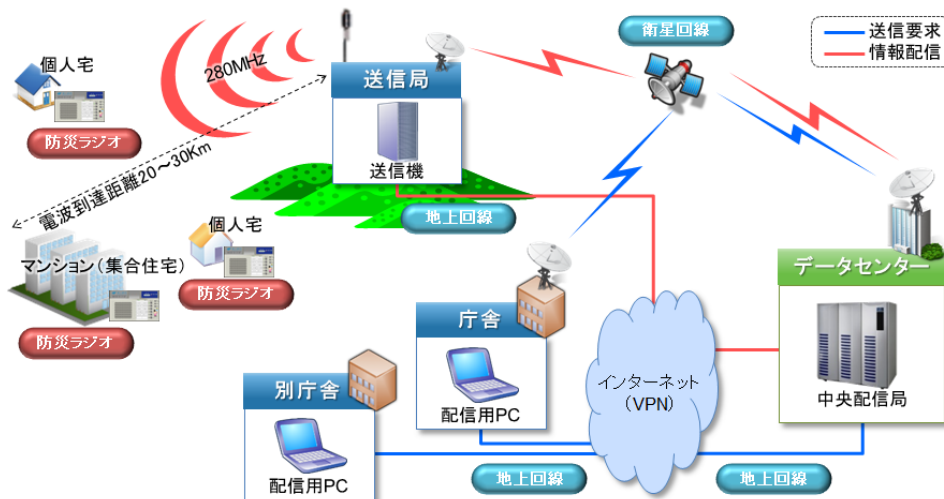 衛星回線
送信要求
情報配信
280MHz
個人宅
防災ラジオ
送信局
送信機
電波到達距離20～30Km
地上回線
個人宅
マンション（集合住宅）
防災ラジオ
防災ラジオ
データセンター
中央配信局
庁舎
配信用PC
インターネット
（VPN）
別庁舎
配信用PC
地上回線
地上回線